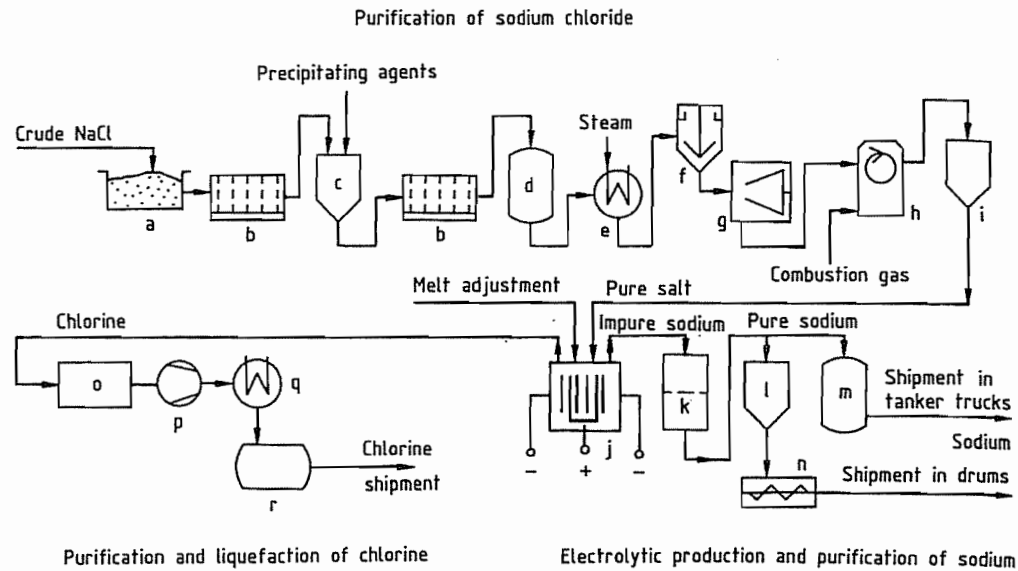 Purification of sodium chloride
Precipitating agents
Crude NaCl
Steam
a
b
c
b
d
e
f
g
h
i
Combustion gas
Melt adjustment
Pure salt
Chlorine
Impure sodium
Pure sodium
o
p
q
r
Chlorine
shipment
j
− + −
k
l
m
n
Shipment in
tanker trucks
Sodium
Shipment in drums
Purification and liquefaction of chlorine
Electrolytic production and purification of sodium